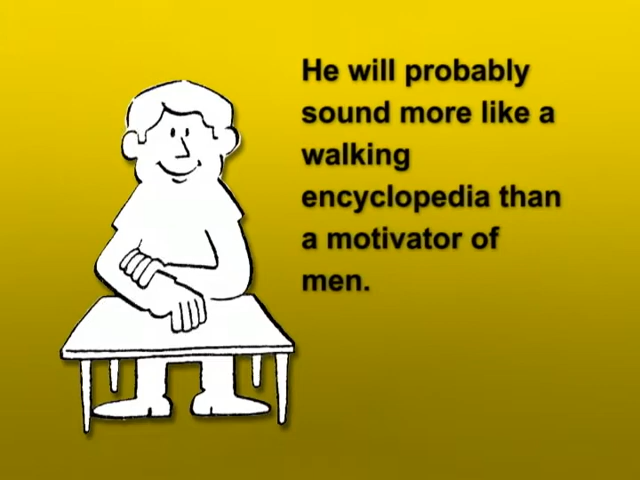 He will probably
sound more like a
walking
encyclopedia than
a motivator of
men.